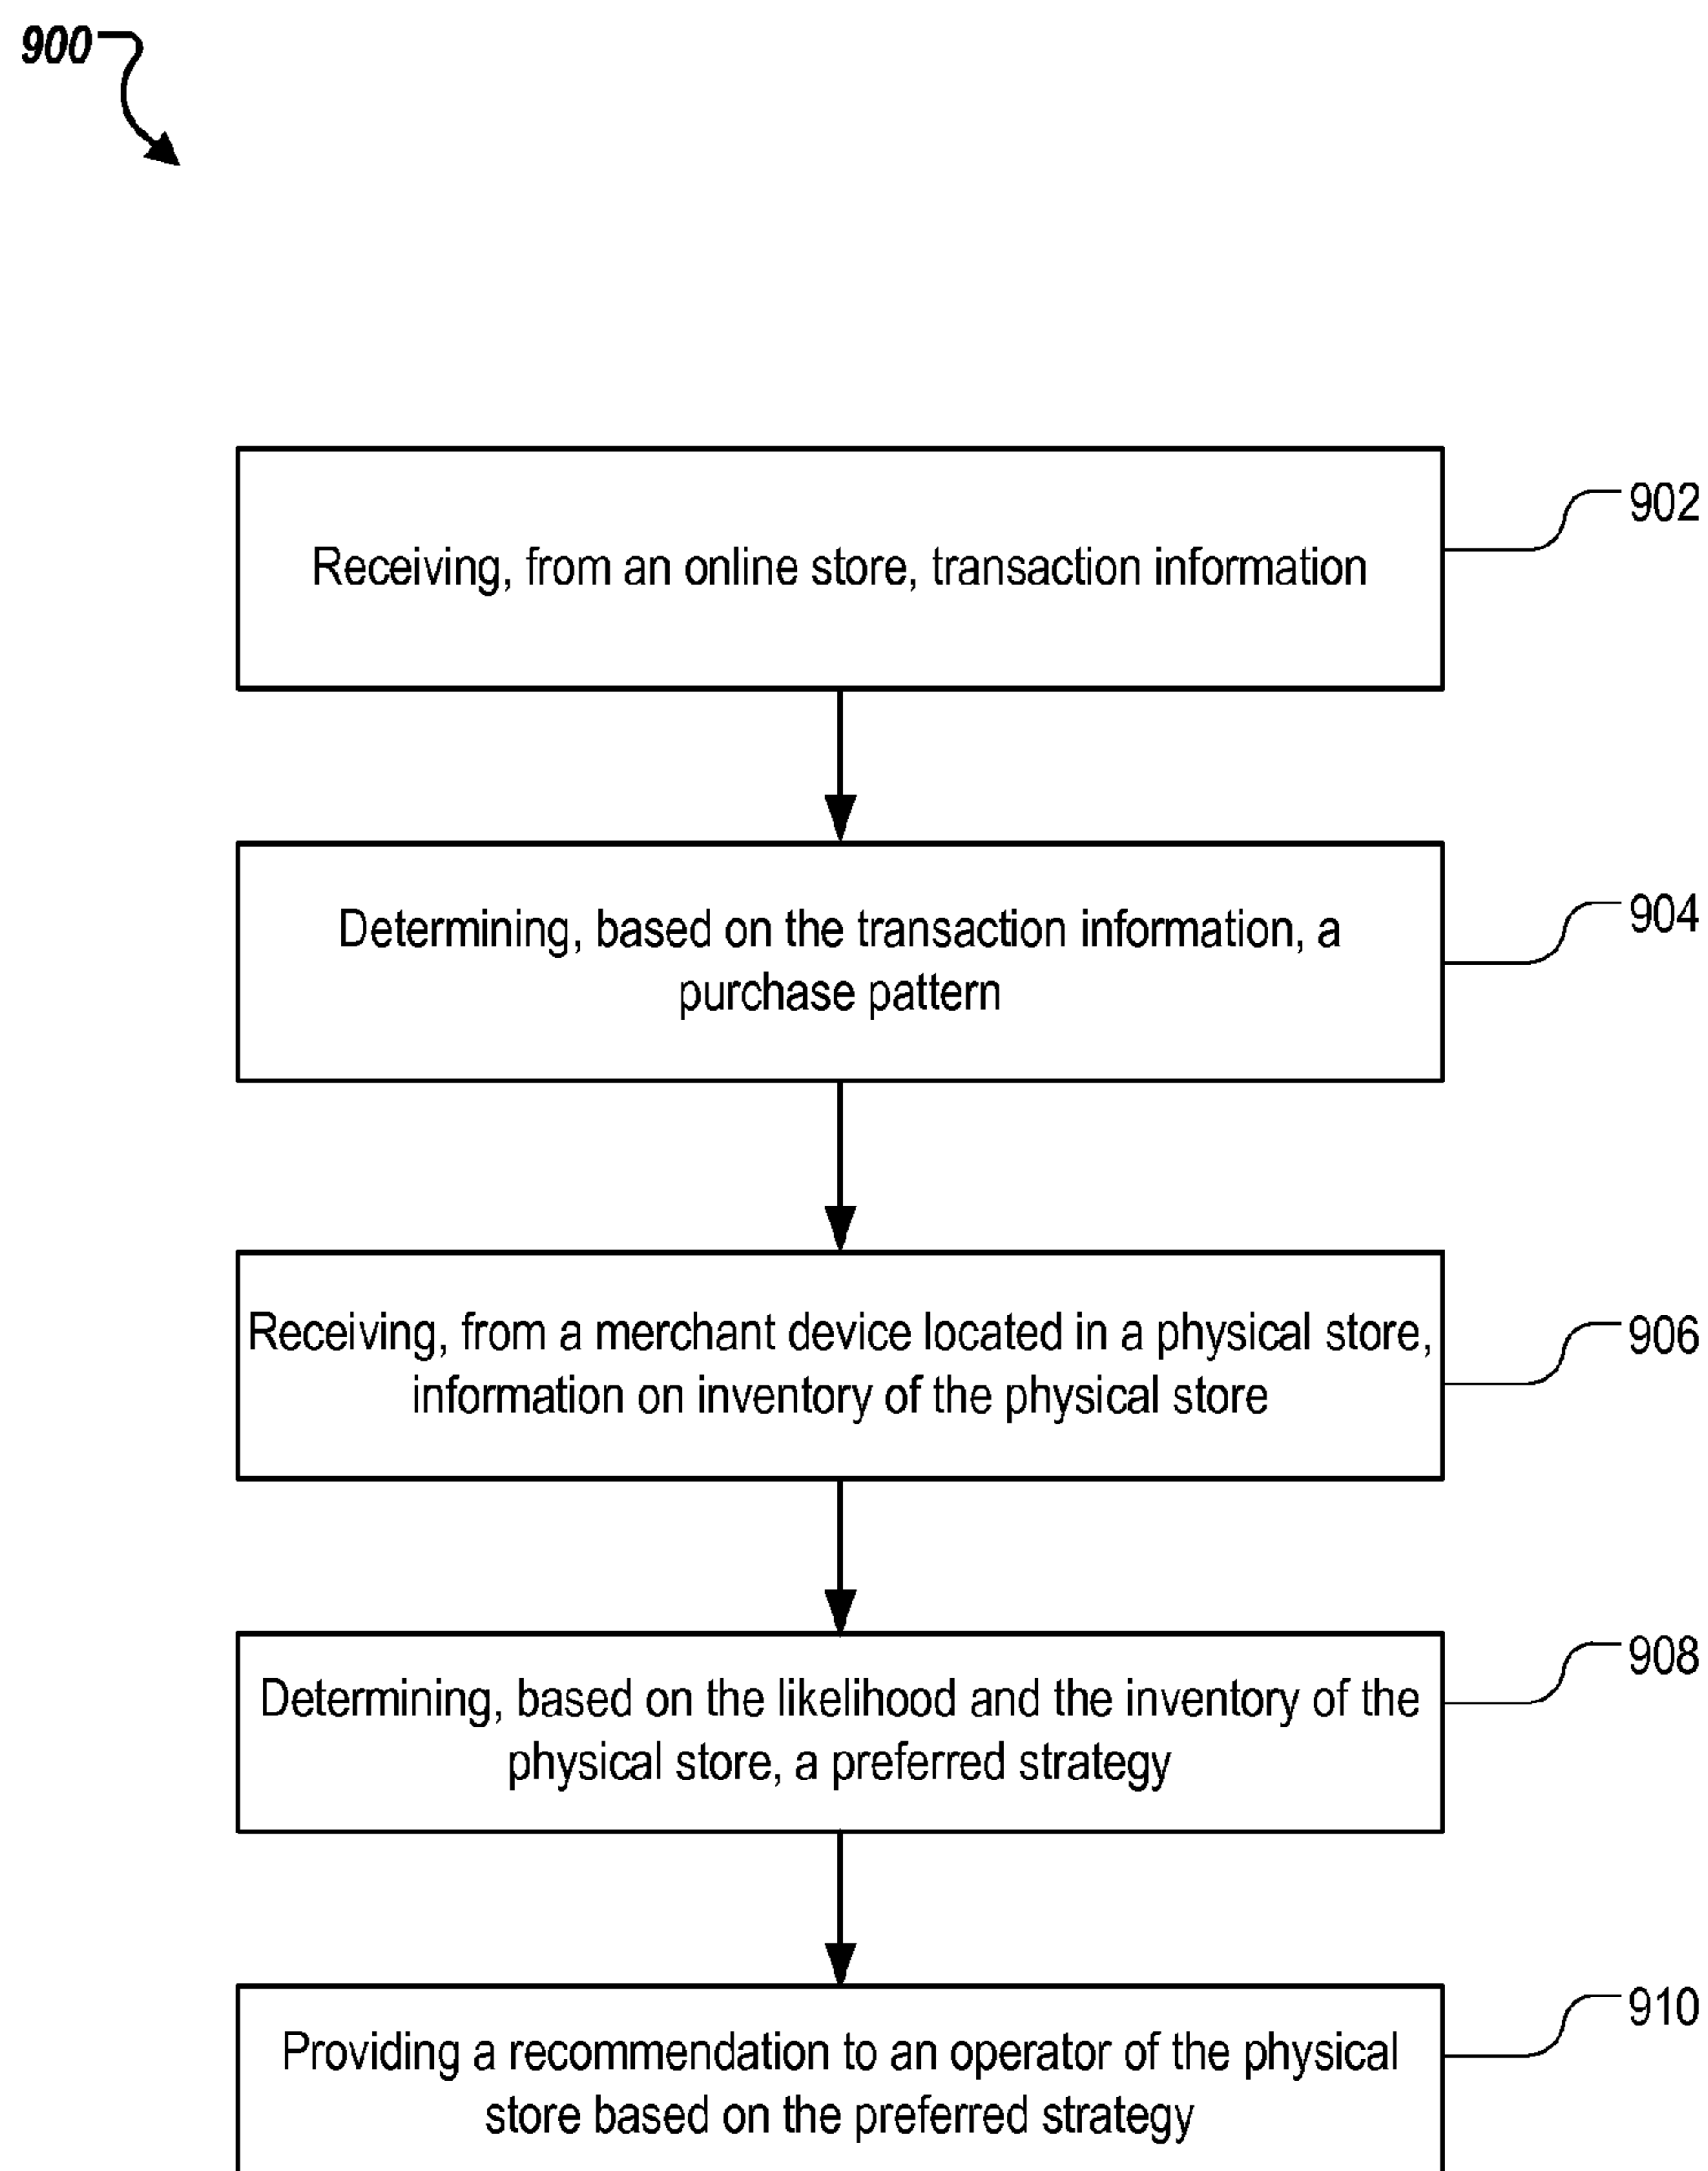 900
Receiving, from an online store, transaction information
902
Determining, based on the transaction information, a
purchase pattern
904
Receiving, from a merchant device located in a physical store,
information on inventory of the physical store
906
Determining, based on the likelihood and the inventory of the
physical store, a preferred strategy
908
Providing a recommendation to an operator of the physical
store based on the preferred strategy
910